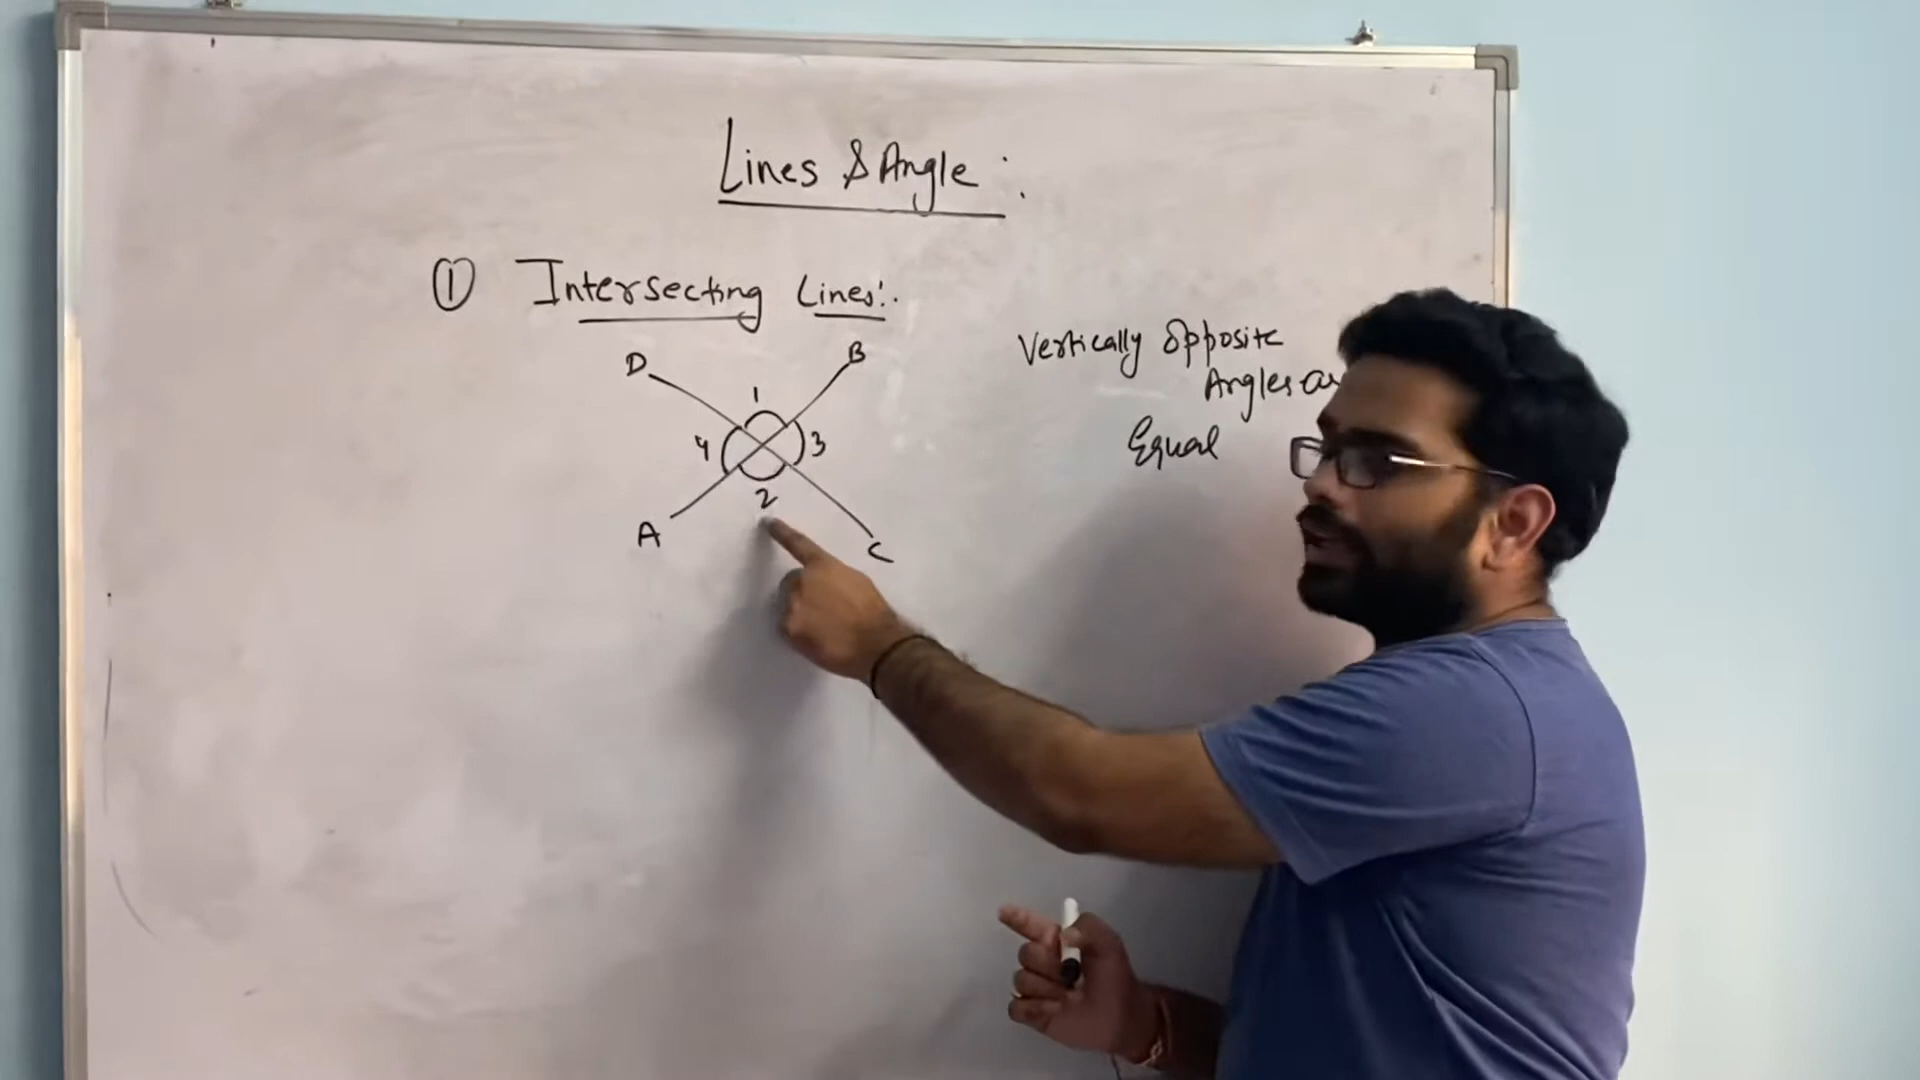 Lines & Angle :
① Intersecting Lines:.
Vertically Opposite
Angles
Equal
D
B
1
4
3
2
A
C